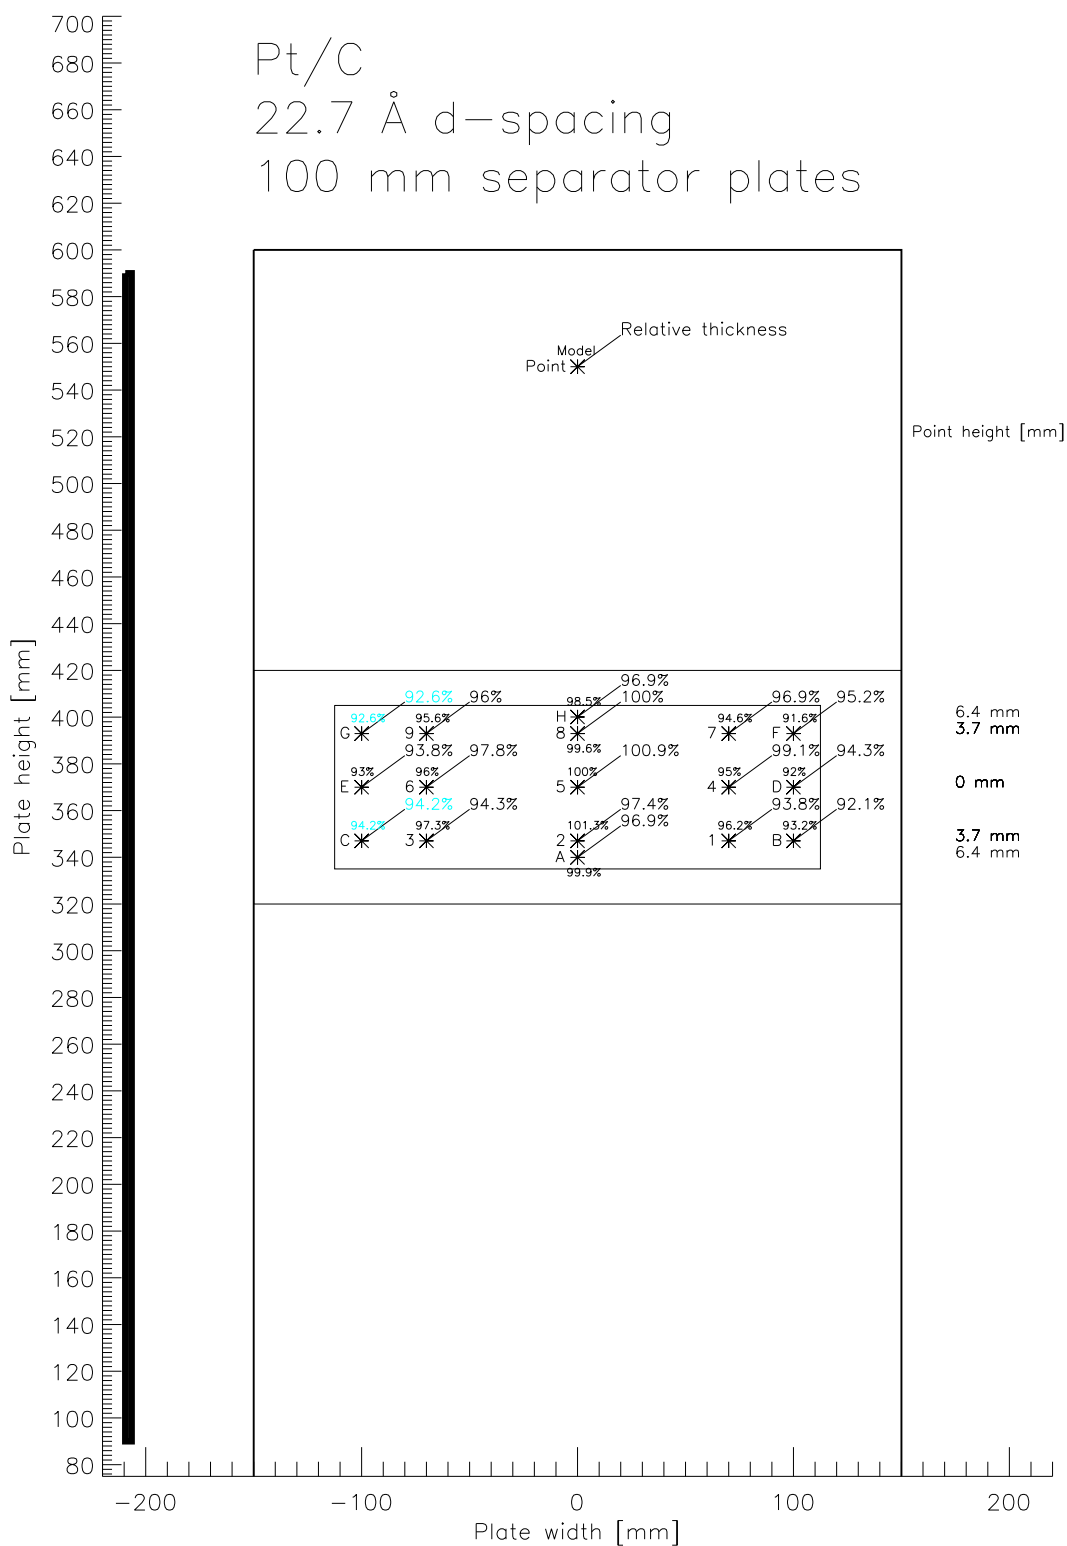 Pt/C
22.7 Å d-spacing
100 mm separator plates
700
680
660
640
620
600
580
560
540
520
500
480
460
440
420
400
380
360
340
320
300
280
260
240
220
200
180
160
140
120
100
80
Plate height [mm]
Relative thickness
Model
Point
Point height [mm]
96.9%
92.6% 96% 98.5% 100% 96.9% 95.2%
H
92.6% 95.6% 94.6% 91.6%
G 9 8 7 F
99.6%
93.8% 97.8% 100.9% 99.1% 94.3%
93% 96% 100% 95% 92%
E 6 5 4 D
94.2% 94.3% 97.4% 93.8% 92.1%
96.9%
94.2% 97.3% 101.3% 96.2% 93.2%
C 3 2 1 B
A
99.9%
6.4 mm
3.7 mm
0 mm
3.7 mm
6.4 mm
-200 -100 0 100 200
Plate width [mm]